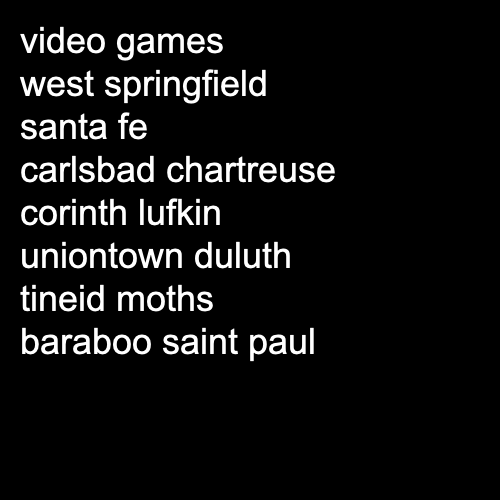 video games
west springfield
santa fe
carlsbad chartreuse
corinth lufkin
uniontown duluth
tineid moths
baraboo saint paul